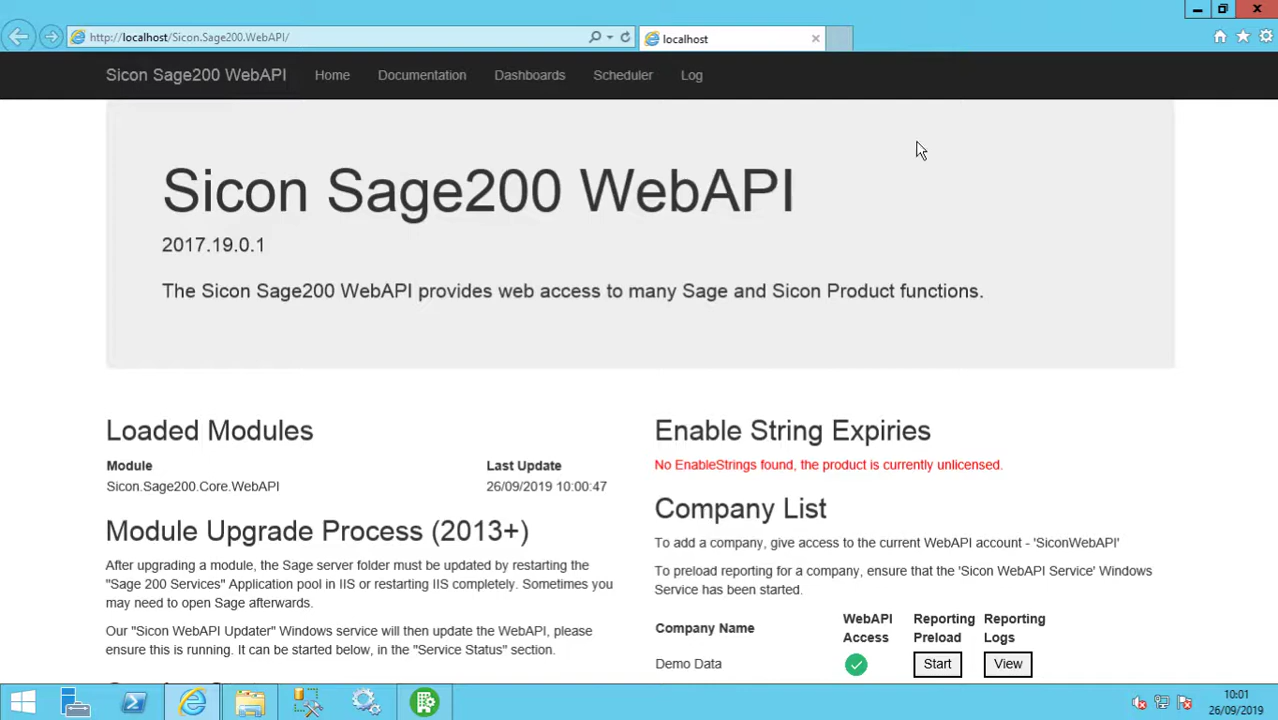 http://localhost/Sicon.Sage200.WebAPI/
localhost
Sicon Sage200 WebAPI Home Documentation Dashboards Scheduler Log
Sicon Sage200 WebAPI
2017.19.0.1
The Sicon Sage200 WebAPI provides web access to many Sage and Sicon Product functions.
Loaded Modules
Module Last Update
Sicon.Sage200.Core.WebAPI 26/09/2019 10:00:47
Module Upgrade Process (2013+)
After upgrading a module, the Sage server folder must be updated by restarting the
"Sage 200 Services" Application pool in IIS or restarting IIS completely. Sometimes you
may need to open Sage afterwards.
Our "Sicon WebAPI Updater" Windows service will then update the WebAPI, please
ensure this is running. It can be started below, in the "Service Status" section.
Enable String Expiries
No EnableStrings found, the product is currently unlicensed.
Company List
To add a company, give access to the current WebAPI account - 'SiconWebAPI'
To preload reporting for a company, ensure that the 'Sicon WebAPI Service' Windows
Service has been started.
Company Name
WebAPI
Access
Reporting
Preload
Reporting
Logs
Demo Data Start View
10:01
26/09/2019